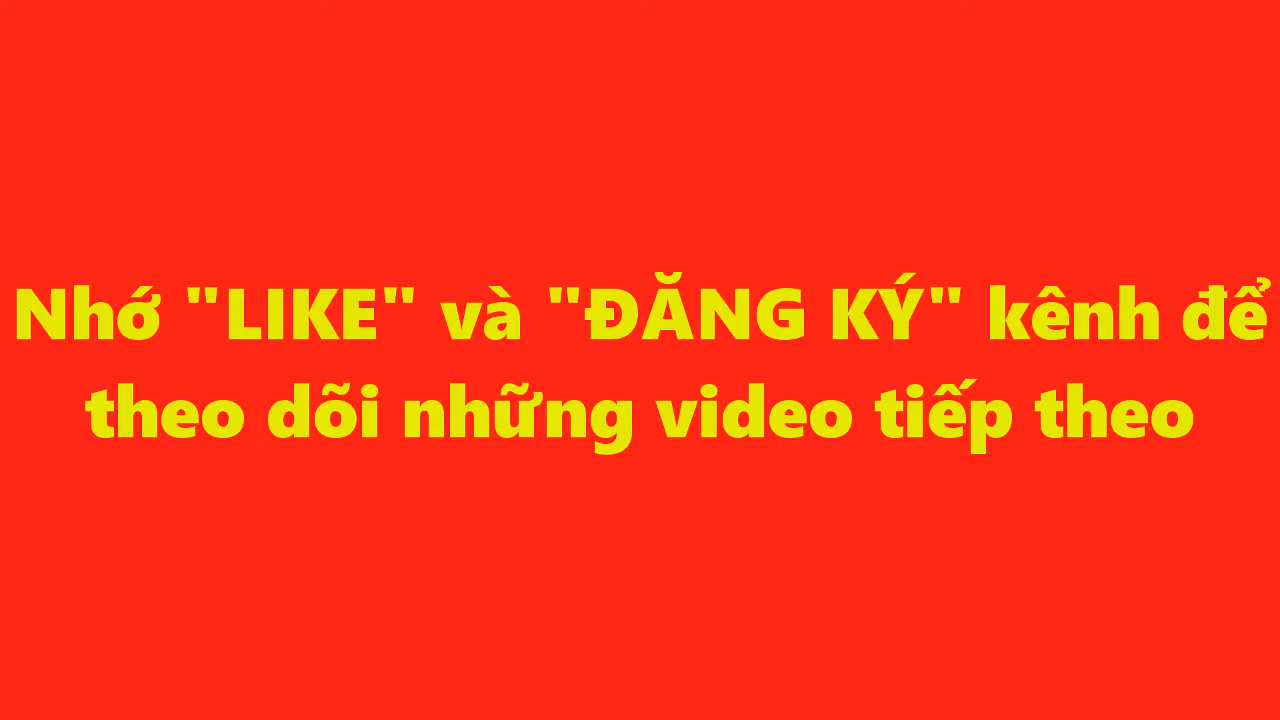 Nhớ "LIKE" và "ĐĂNG KÝ" kênh để
theo dõi những video tiếp theo